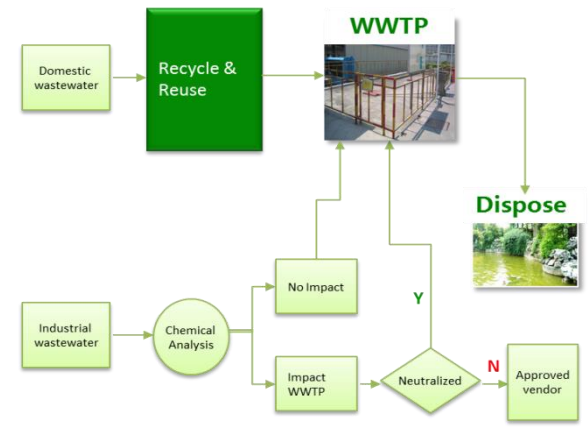 WWTP
Domestic
wastewater
Recycle &
Reuse
Dispose
Industrial
wastewater
Chemical
Analysis
No Impact
Impact
WWTP
Y
Neutralized
N
Approved
vendor